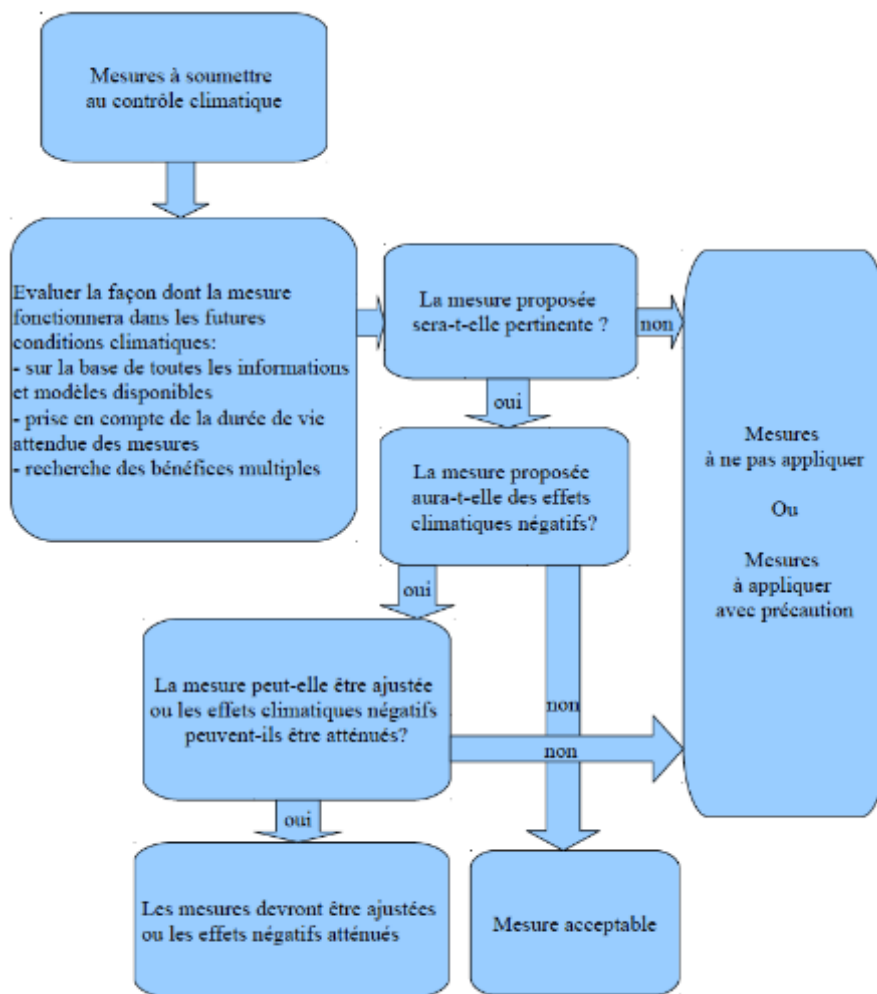 Mesures à soumettre
au contrôle climatique
Evaluer la façon dont la mesure
fonctionnera dans les futures
conditions climatiques:
- sur la base de toutes les informations
et modèles disponibles
- prise en compte de la durée de vie
attendue des mesures
- recherche des bénéfices multiples
La mesure proposée
sera-t-elle pertinente ?
non
oui
La mesure proposée
aura-t-elle des effets
climatiques négatifs?
Mesures
à ne pas appliquer
Ou
Mesures
à appliquer
avec précaution
oui
La mesure peut-elle être ajustée
ou les effets climatiques négatifs
peuvent-ils être atténués?
non
non
oui
Les mesures devront être ajustées
ou les effets négatifs atténués
Mesure acceptable